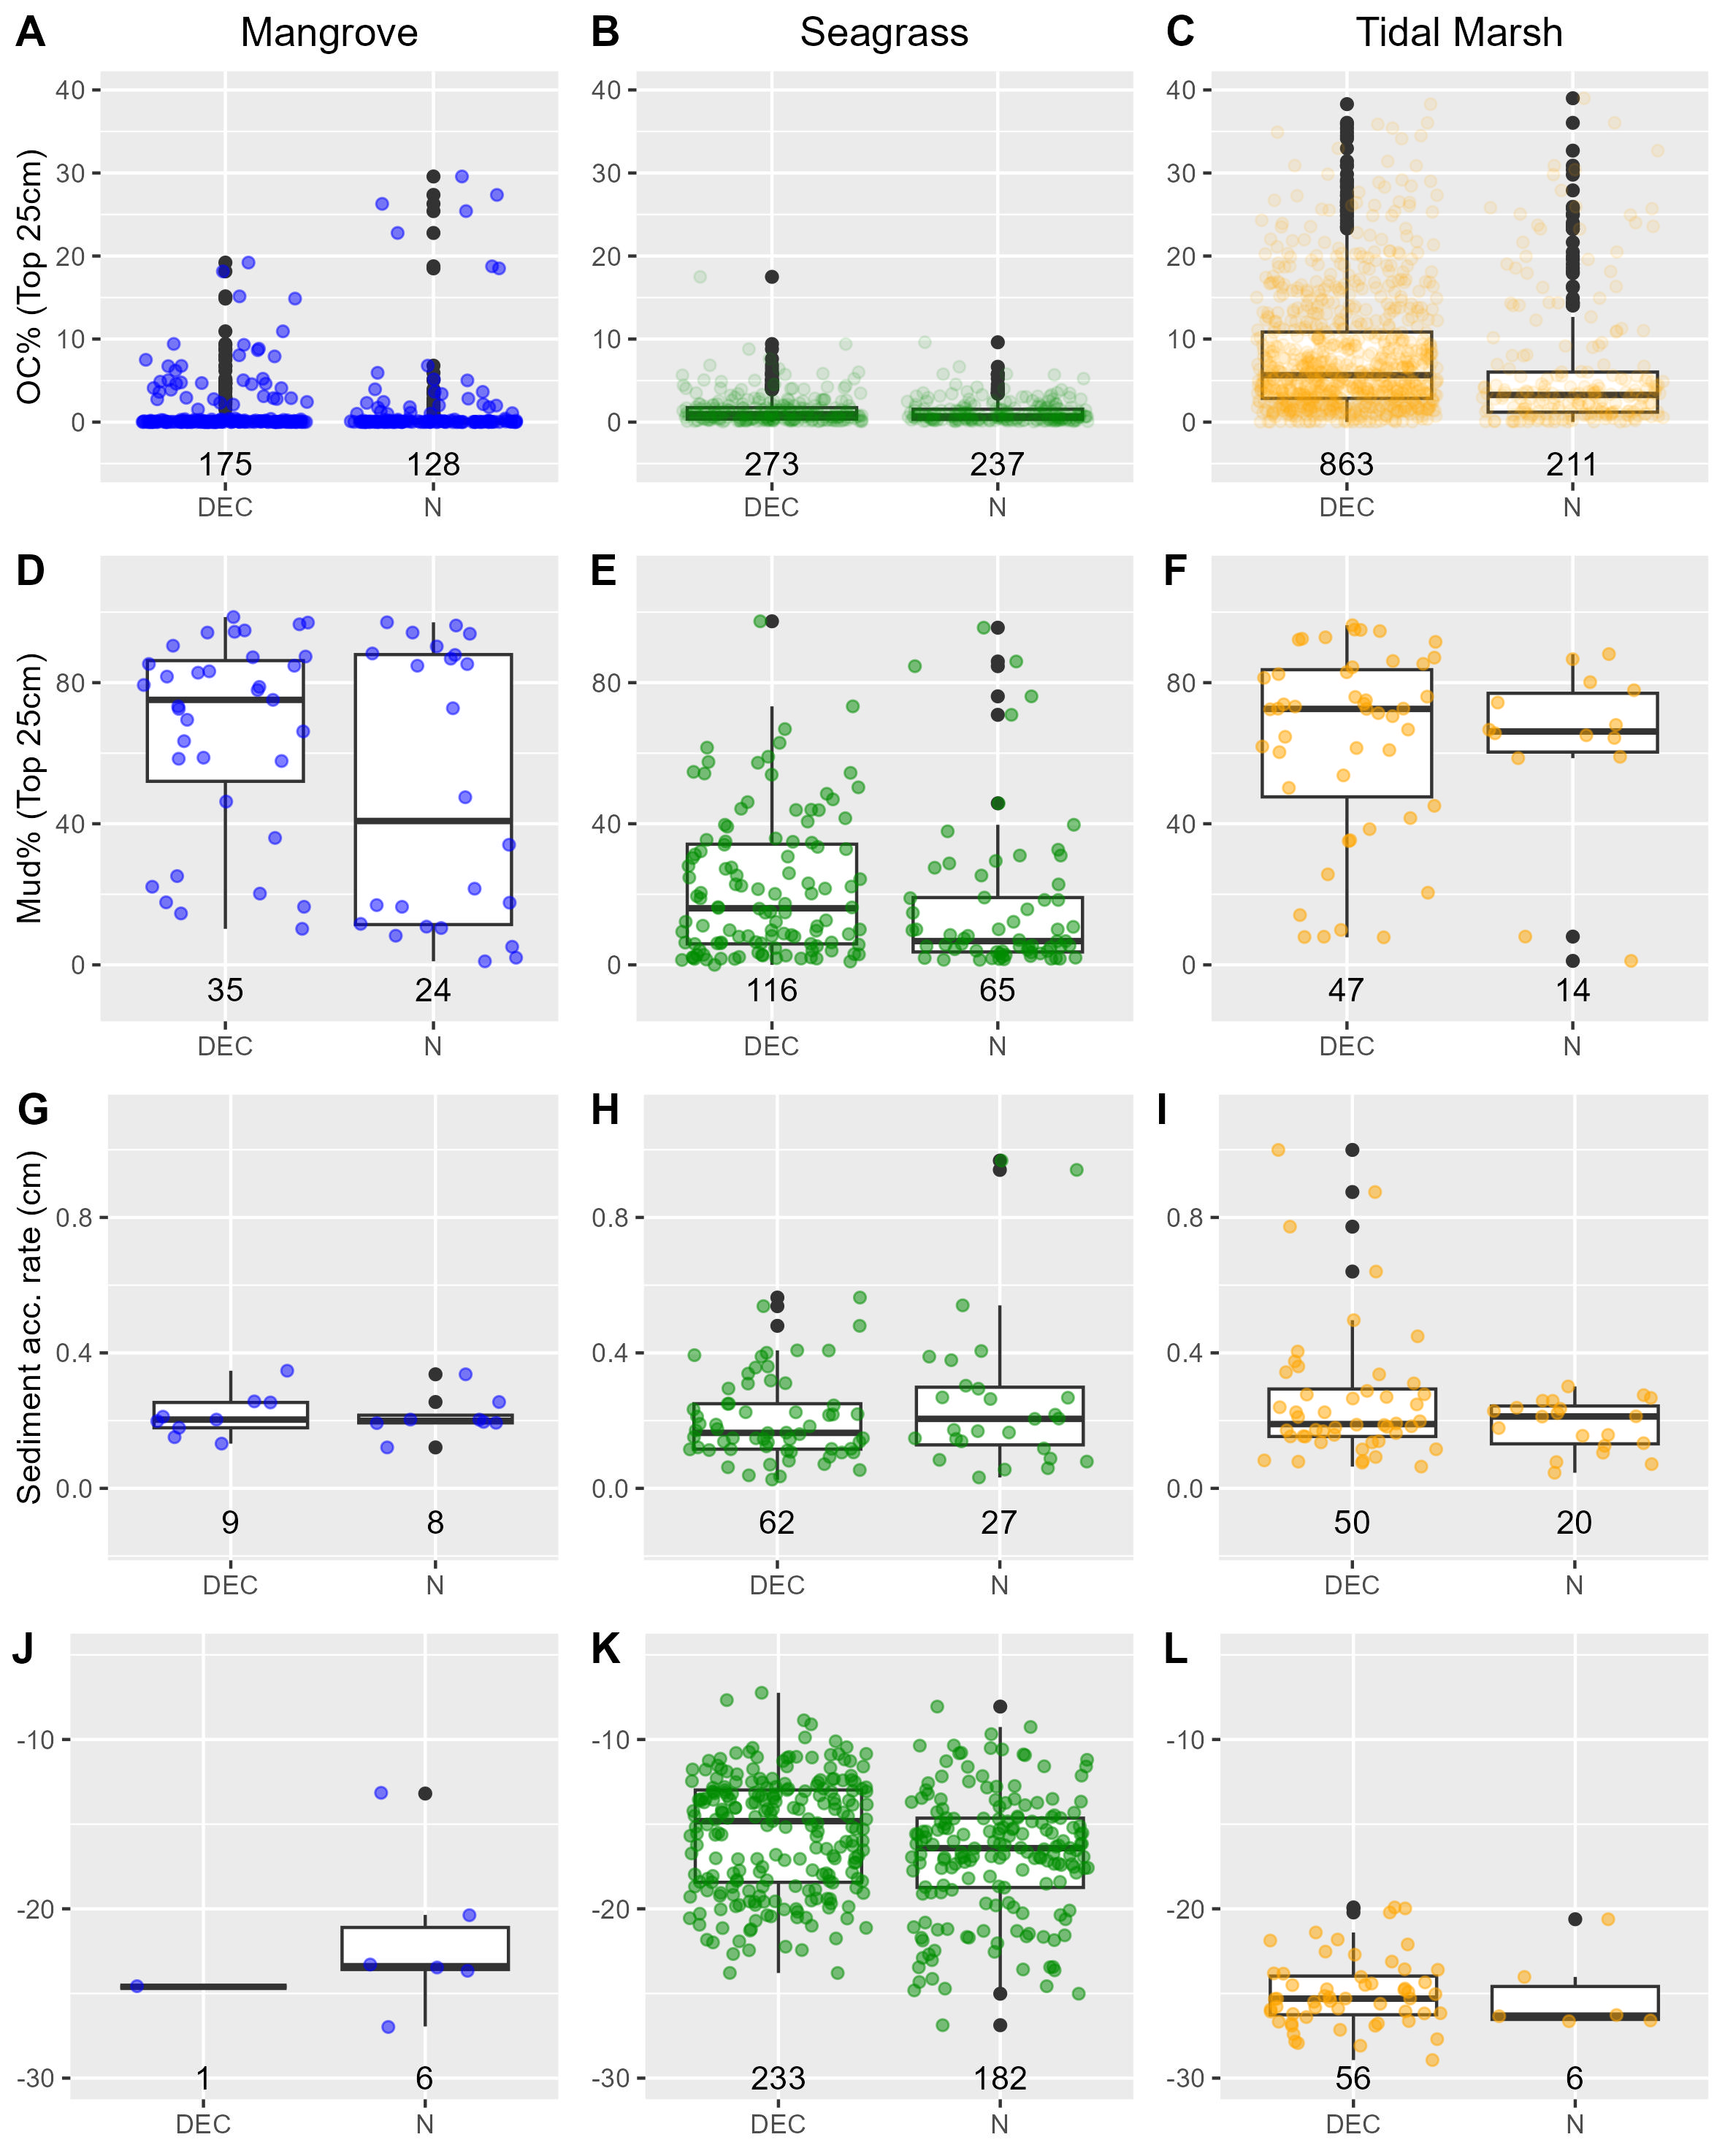 A Mangrove B Seagrass C Tidal Marsh
OC% (Top 25cm)
40 40 40
30 30 30
20 20 20
10 10 10
0 0 0
175 128 273 237 863 211
DEC N DEC N DEC N
D E F
Mud% (Top 25cm)
80 80 80
40 40 40
0 0 0
35 24 116 65 47 14
DEC N DEC N DEC N
G H I
Sediment acc. rate (cm)
0.8 0.8 0.8
0.4 0.4 0.4
0.0 0.0 0.0
9 8 62 27 50 20
DEC N DEC N DEC N
J K L
-10 -10 -10
-20 -20 -20
-30 -30 -30
1 6 233 182 56 6
DEC N DEC N DEC N